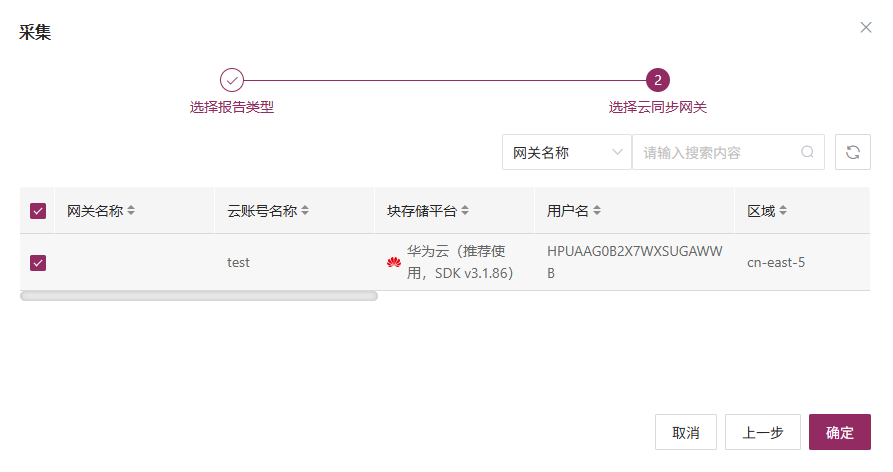 采集
2
选择报告类型
选择云同步网关
网关名称
请输入搜索内容
网关名称
云账号名称
块存储平台
用户名
区域
test
华为云（推荐使
用，SDK v3.1.86）
HPUAAG0B2X7WXSUGAWW
B
cn-east-5
取消
上一步
确定